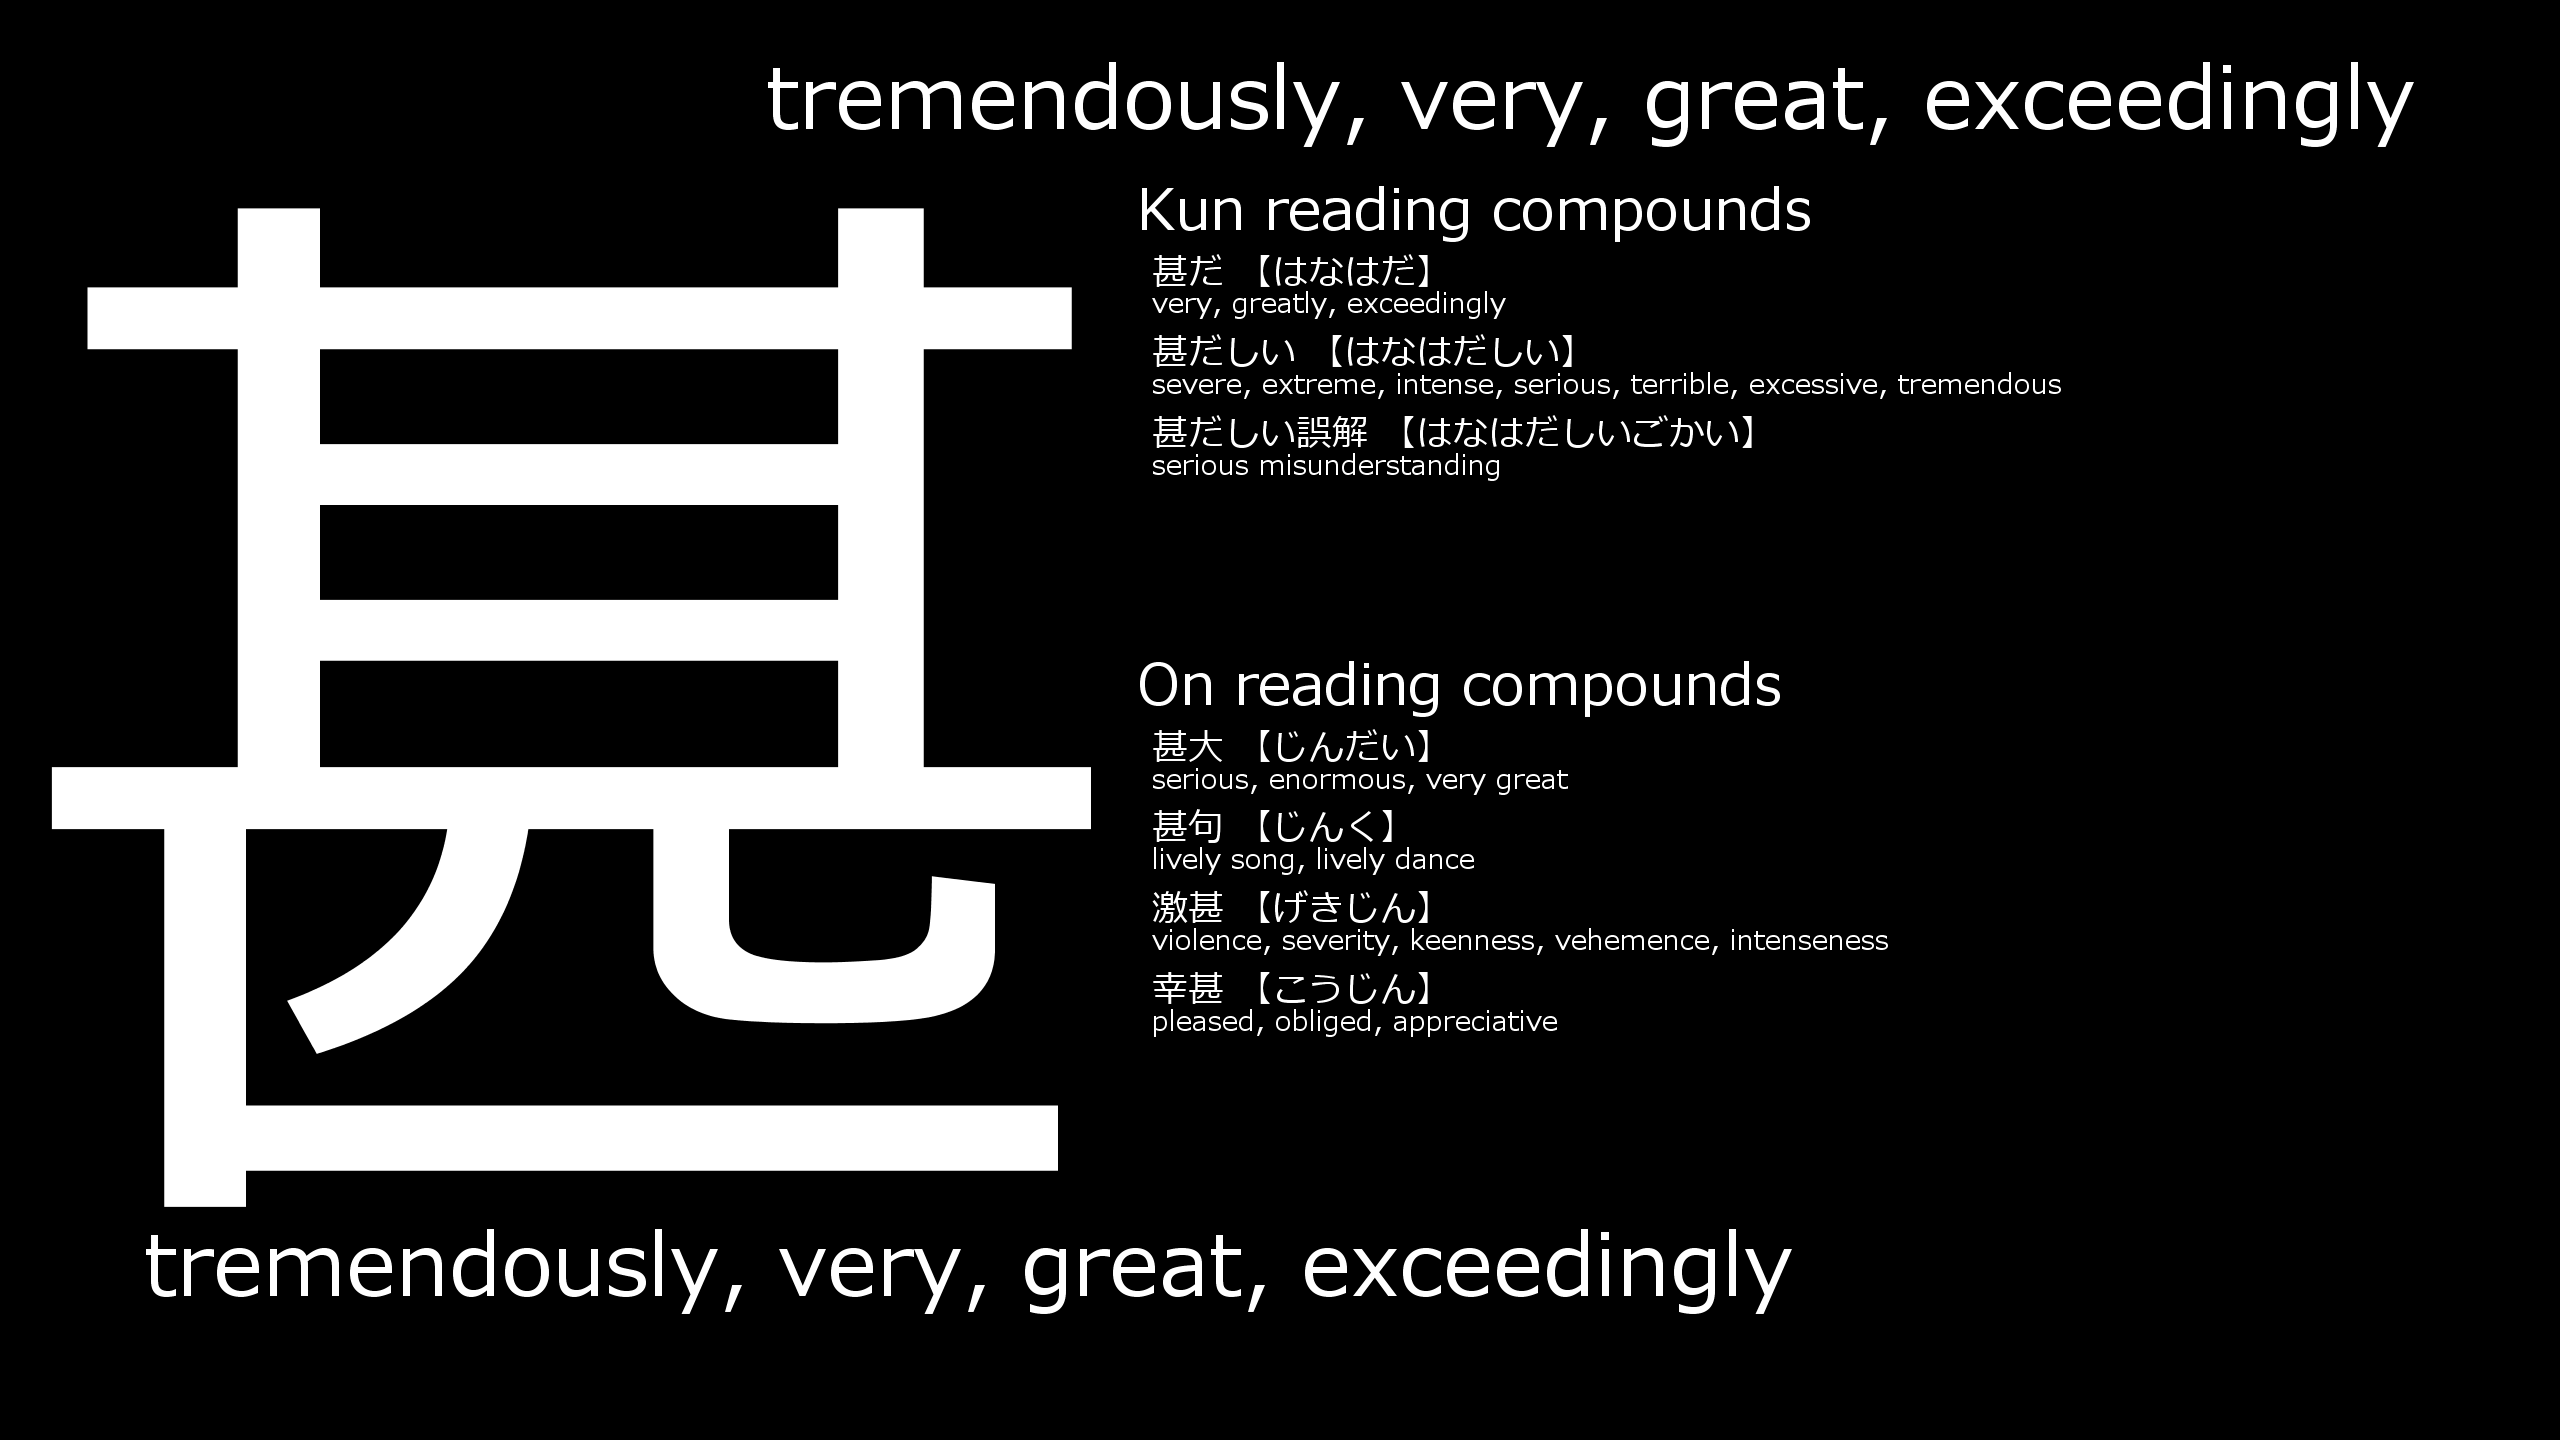 tremendously, very, great, exceedingly
甚
Kun reading compounds
甚だ 【はなはだ】
very, greatly, exceedingly
甚だしい 【はなはだしい】
severe, extreme, intense, serious, terrible, excessive, tremendous
甚だしい誤解 【はなはだしいごかい】
serious misunderstanding
On reading compounds
甚大 【じんだい】
serious, enormous, very great
甚句 【じんく】
lively song, lively dance
激甚 【げきじん】
violence, severity, keenness, vehemence, intenseness
幸甚 【こうじん】
pleased, obliged, appreciative
tremendously, very, great, exceedingly